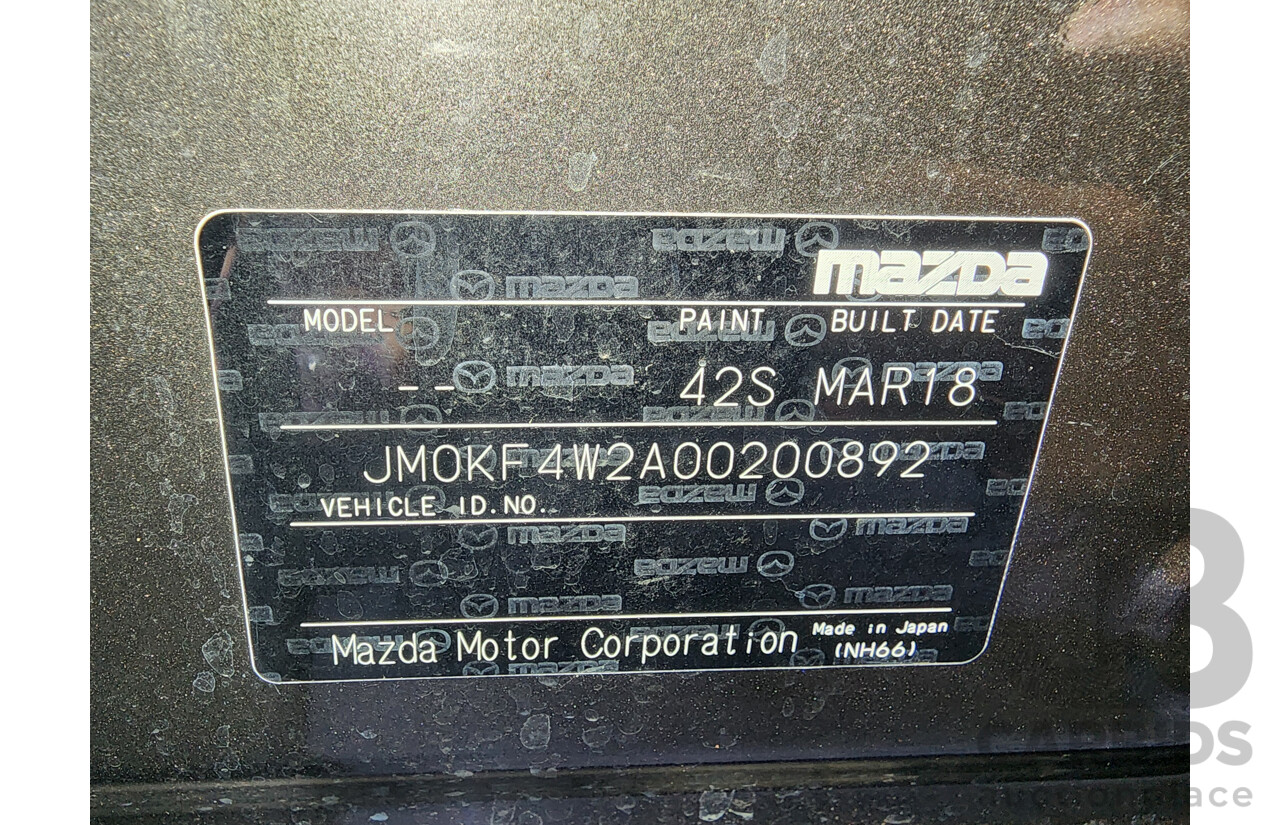 mazda
MODEL PAINT BUILT DATE
-- 42S MAR18
JM0KF4W2A00200892
VEHICLE ID.NO.
Mazda Motor Corporation Made in Japan
(NH66)